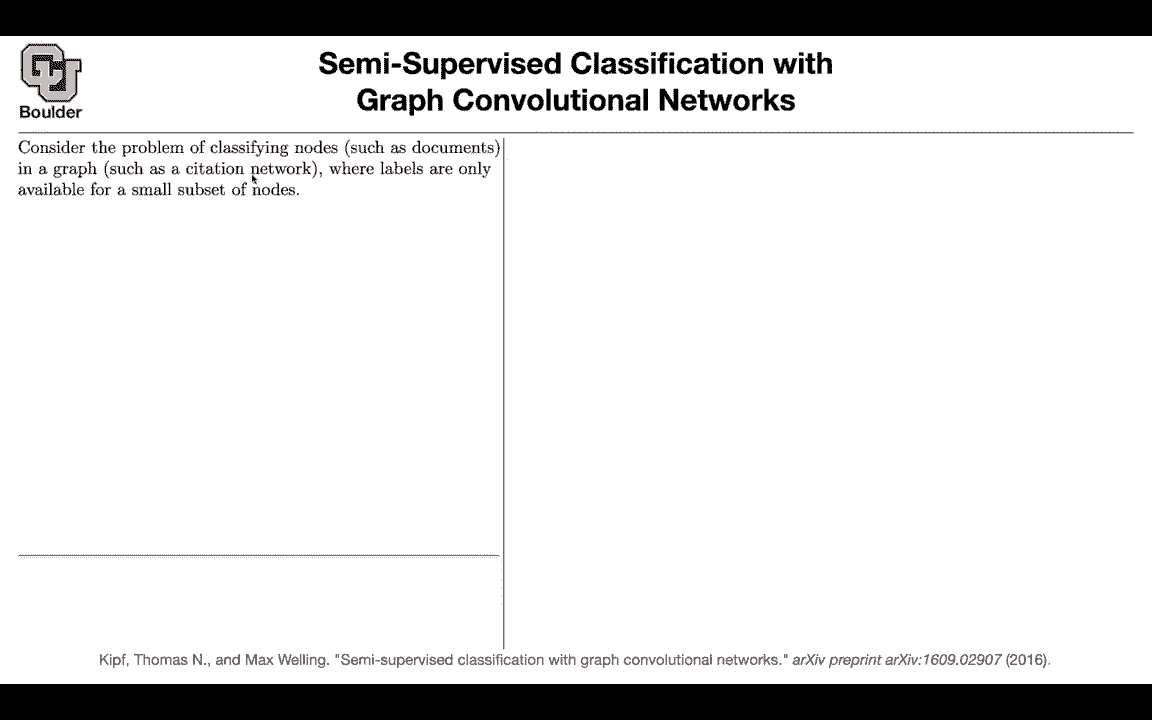 Semi-Supervised Classification with
Graph Convolutional Networks
CU
Boulder
Consider the problem of classifying nodes (such as documents)
in a graph (such as a citation network), where labels are only
available for a small subset of nodes.
Kipf, Thomas N., and Max Welling. "Semi-supervised classification with graph convolutional networks." arXiv preprint arXiv:1609.02907 (2016).